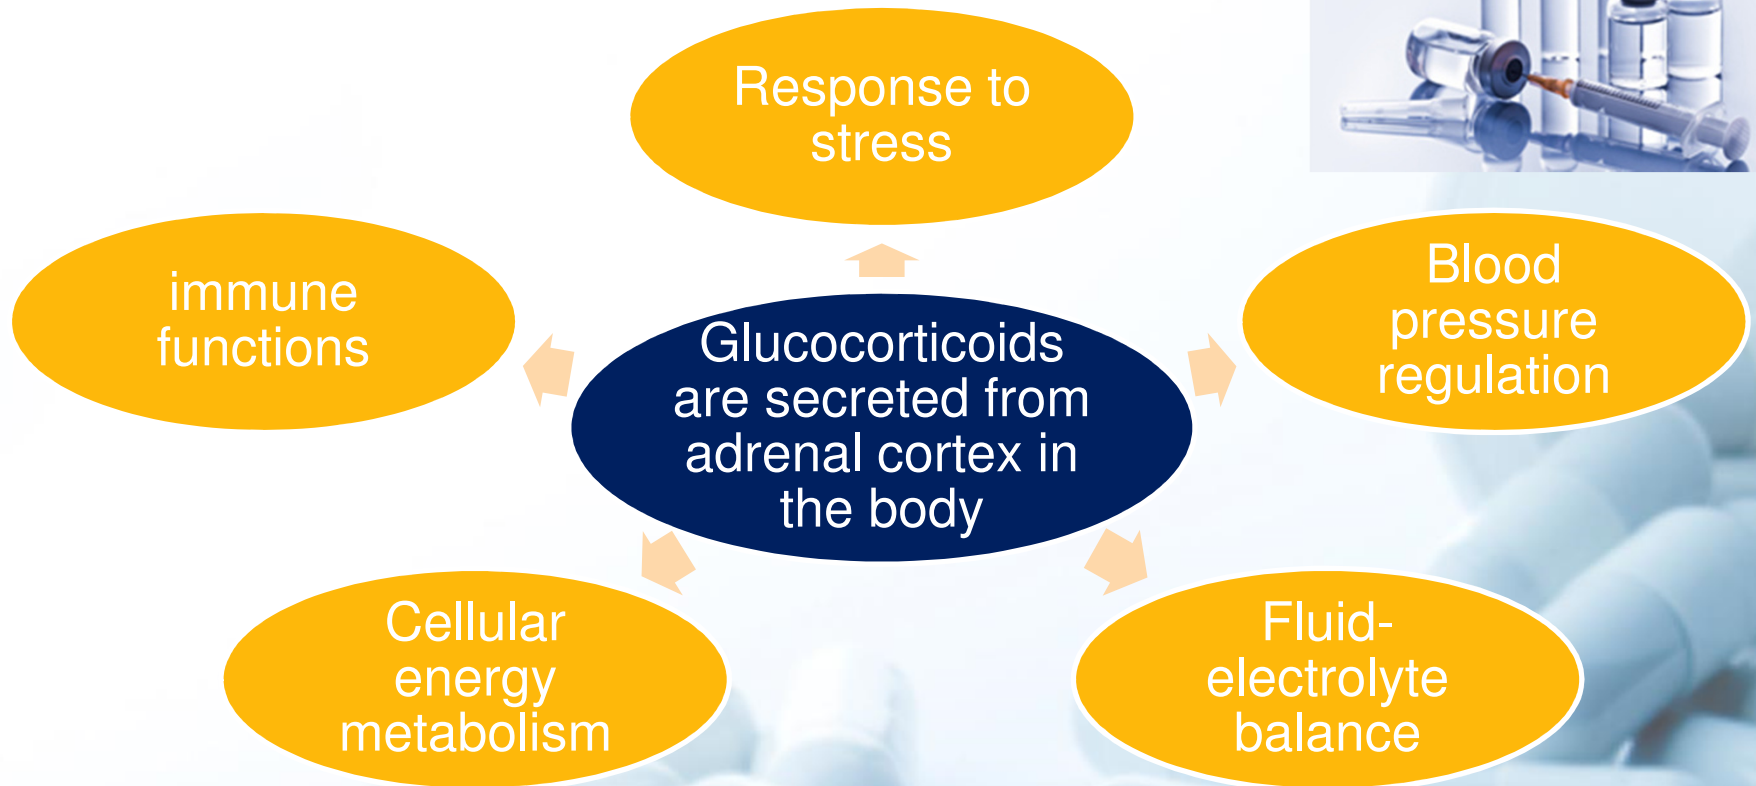 Response to
stress
immune
functions
Blood
pressure
regulation
Glucocorticoids
are secreted from
adrenal cortex in
the body
Cellular
energy
metabolism
Fluid-
electrolyte
balance